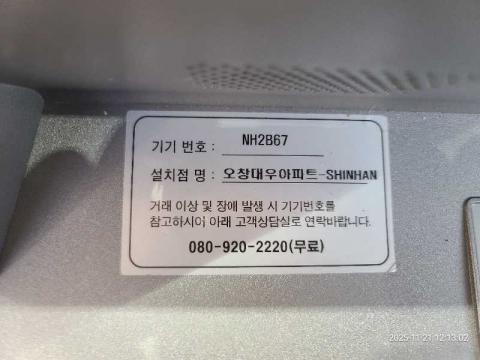 기기 번호 : NH2B67
설치점 명 : 오창대우아파트-SHINHAN
거래 이상 및 장애 발생 시 기기번호를
참고하시어 아래 고객상담실로 연락바랍니다.
080-920-2220(무료)
2025-11-21 12:13:02